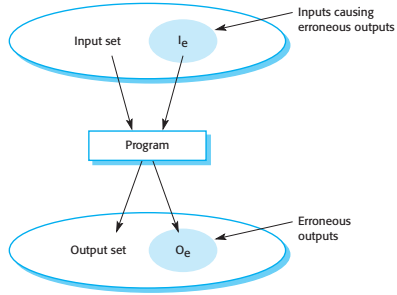 Inputs causing
erroneous outputs
Input set
Ie
Program
Erroneous
outputs
Output set
Oe